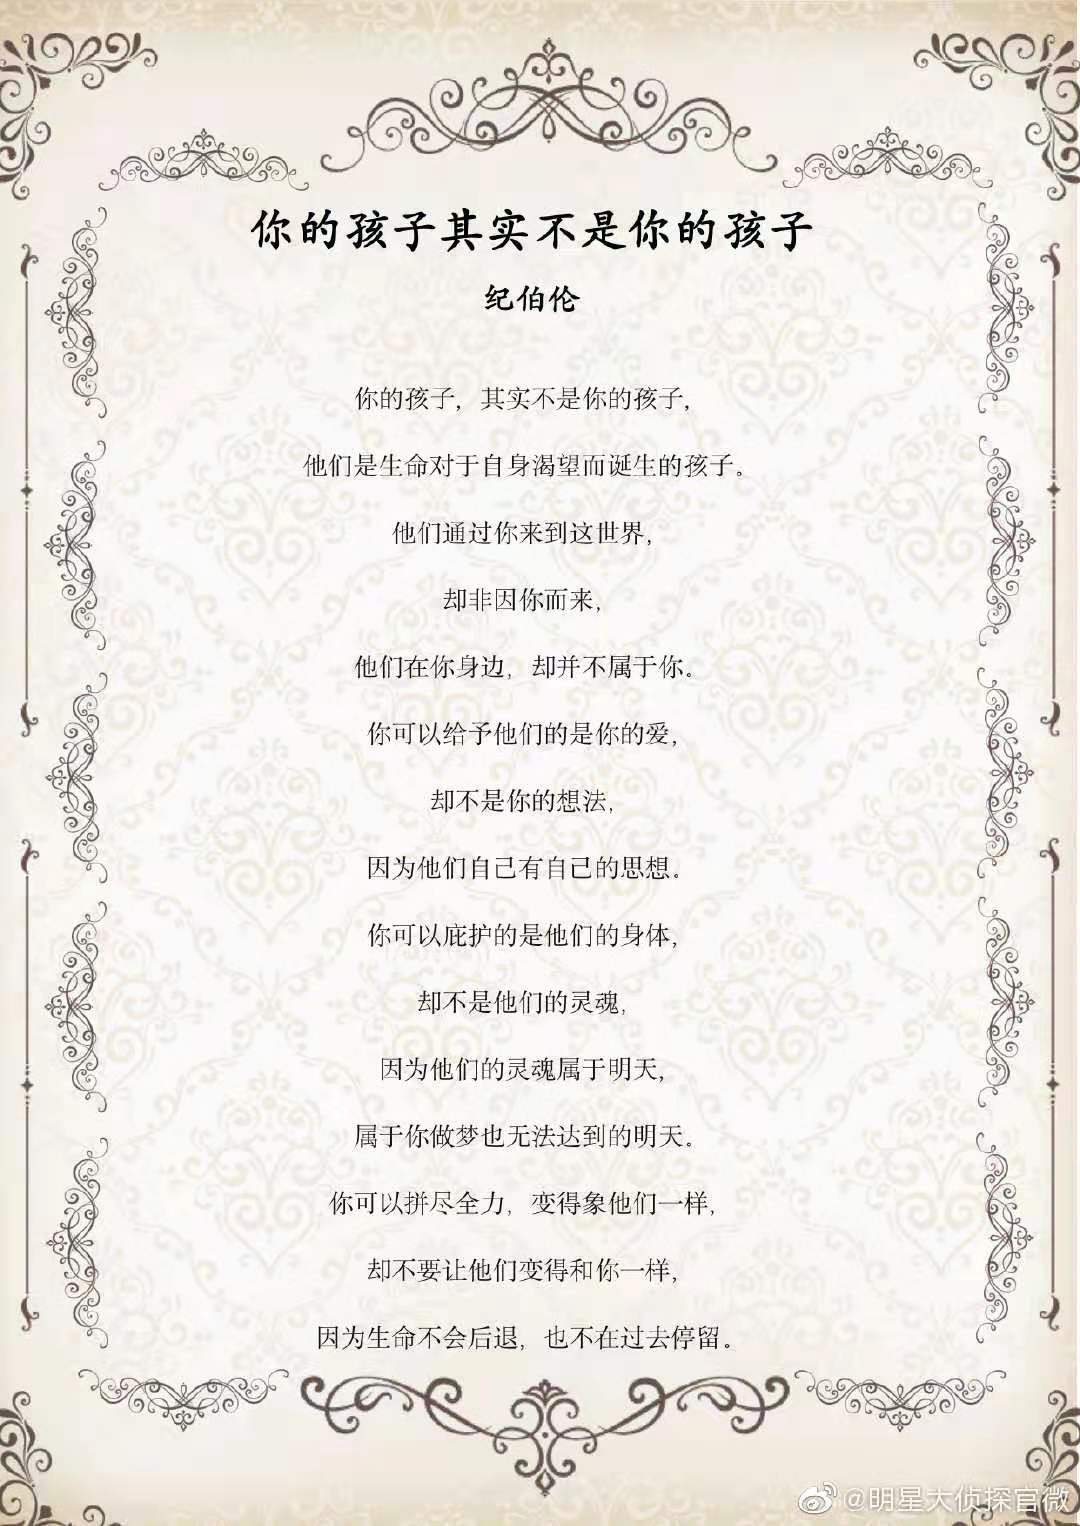 你的孩子其实不是你的孩子
纪伯伦
你的孩子，其实不是你的孩子，
他们是生命对于自身渴望而诞生的孩子。
他们通过你来到这世界，
却非因你而来，
他们在你身边，却并不属于你。
你可以给予他们的是你的爱，
却不是你的想法，
因为他们自己有自己的思想。
你可以庇护的是他们的身体，
却不是他们的灵魂，
因为他们的灵魂属于明天，
属于你做梦也无法达到的明天。
你可以拼尽全力，变得象他们一样，
却不要让他们变得和你一样，
因为生命不会后退，也不在过去停留。
@明星大侦探官微